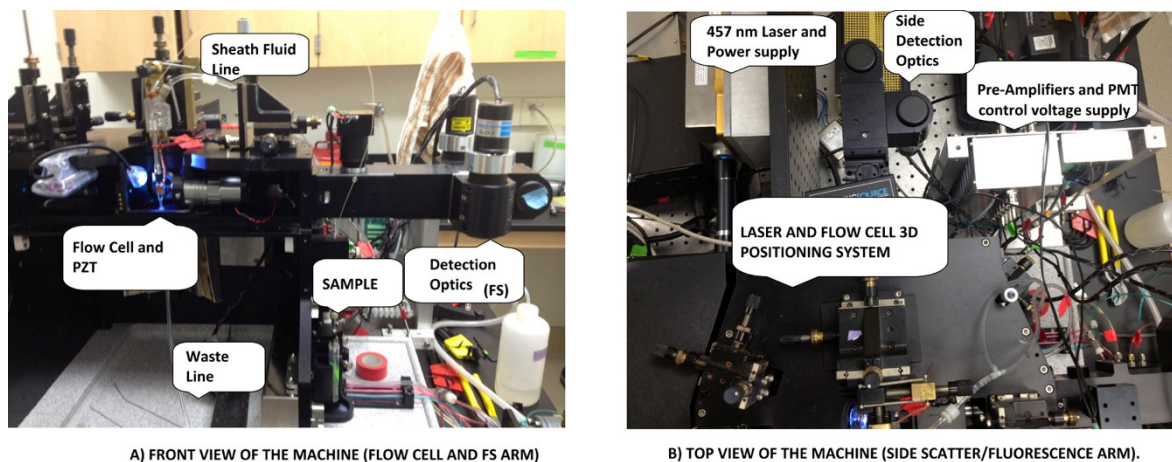 Sheath Fluid
Line
Flow Cell and
PZT
SAMPLE
Detection
Optics (FS)
Waste
Line
A) FRONT VIEW OF THE MACHINE (FLOW CELL AND FS ARM)
457 nm Laser and
Power supply
Side
Detection
Optics
Pre-Amplifiers and PMT
control voltage supply
SOURCE
LASER AND FLOW CELL 3D
POSITIONING SYSTEM
B) TOP VIEW OF THE MACHINE (SIDE SCATTER/FLUORESCENCE ARM).